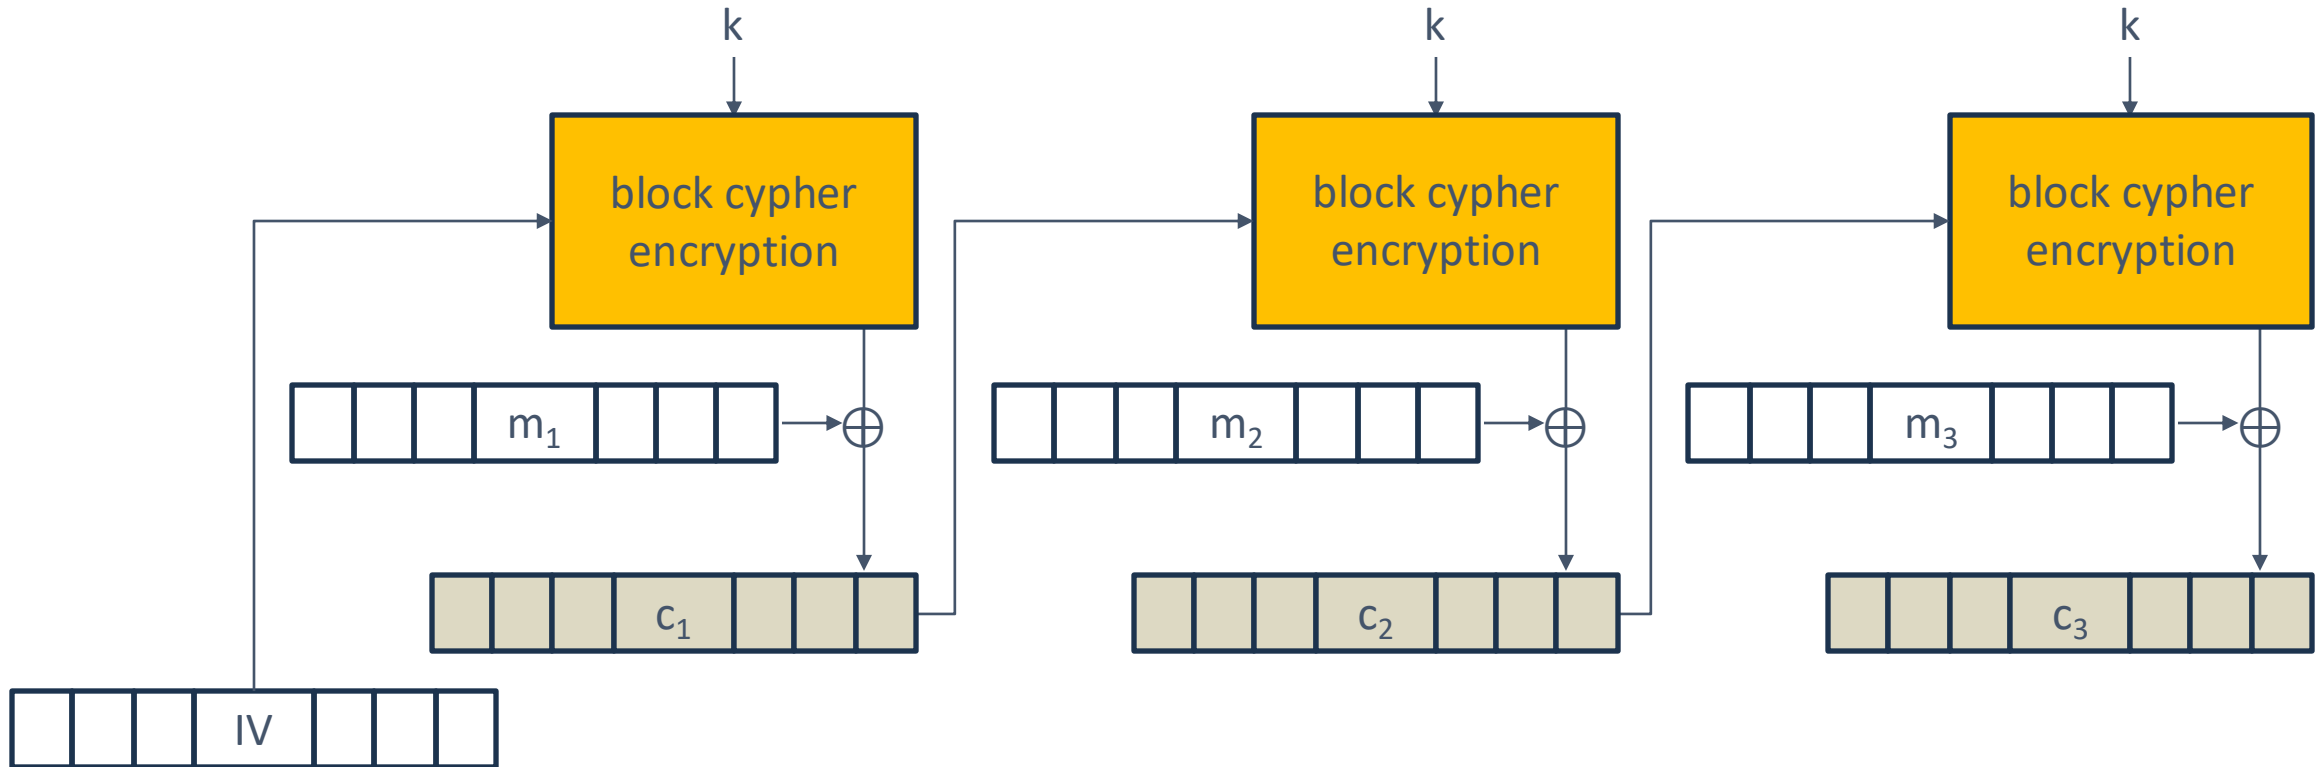 k
k
k
block cypher
encryption
block cypher
encryption
block cypher
encryption
m₁
m₂
m₃
c₁
c₂
c₃
IV